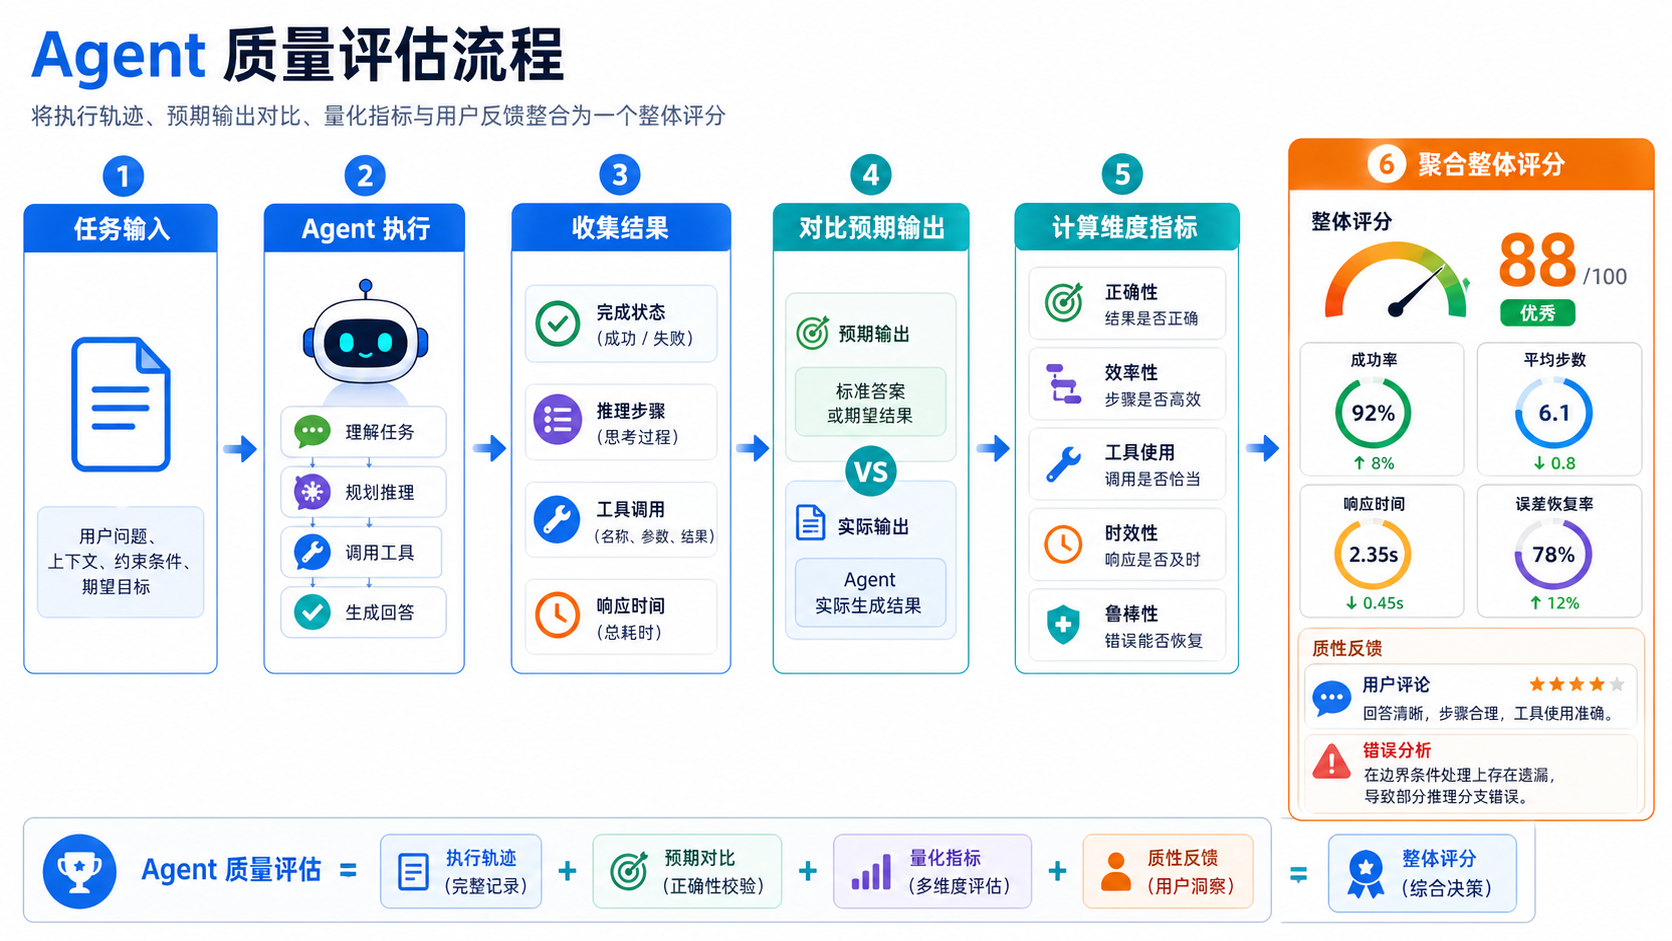 Agent 质量评估流程
将执行轨迹、预期输出对比、量化指标与用户反馈整合为一个整体评分
1
任务输入
用户问题、
上下文、约束条件、
期望目标
2
Agent 执行
理解任务
规划推理
调用工具
生成回答
3
收集结果
完成状态
(成功 / 失败)
推理步骤
(思考过程)
工具调用
(名称、参数、结果)
响应时间
(总耗时)
4
对比预期输出
预期输出
标准答案
或期望结果
VS
实际输出
Agent
实际生成结果
5
计算维度指标
正确性
结果是否正确
效率性
步骤是否高效
工具使用
调用是否恰当
时效性
响应是否及时
鲁棒性
错误能否恢复
6 聚合整体评分
整体评分
88 /100
优秀
成功率
92%
↑ 8%
平均步数
6.1
↓ 0.8
响应时间
2.35s
↓ 0.45s
误差恢复率
78%
↑ 12%
质性反馈
用户评论
回答清晰，步骤合理，工具使用准确。
错误分析
在边界条件处理上存在遗漏，
导致部分推理分支错误。
Agent 质量评估 =
执行轨迹
(完整记录)
+
预期对比
(正确性校验)
+
量化指标
(多维度评估)
+
质性反馈
(用户洞察)
=
整体评分
(综合决策)